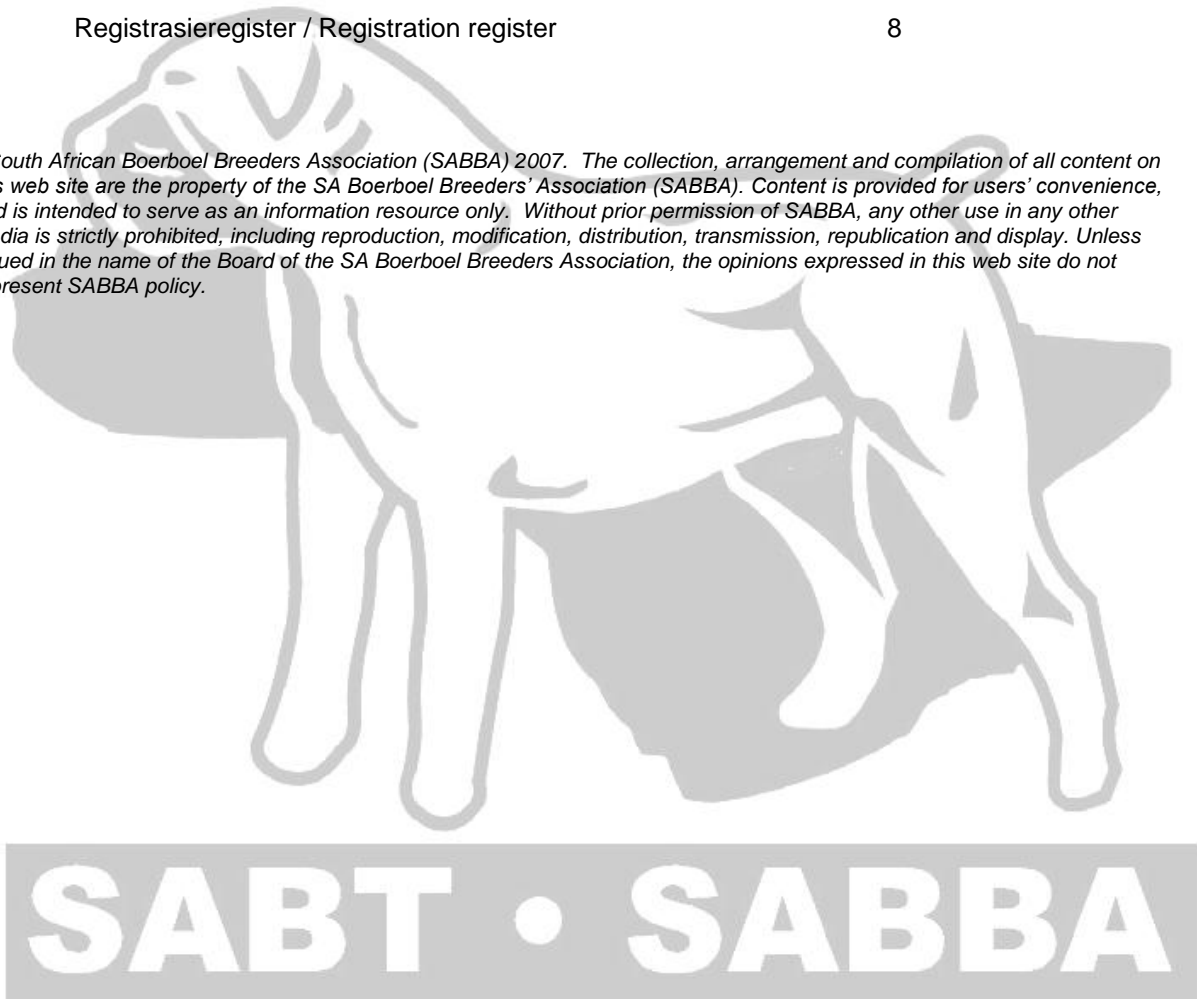 Registrasieregister / Registration register 8
outh African Boerboel Breeders Association (SABBA) 2007. The collection, arrangement and compilation of all content on
s web site are the property of the SA Boerboel Breeders' Association (SABBA). Content is provided for users' convenience,
d is intended to serve as an information resource only. Without prior permission of SABBA, any other use in any other
dia is strictly prohibited, including reproduction, modification, distribution, transmission, republication and display. Unless
ued in the name of the Board of the SA Boerboel Breeders Association, the opinions expressed in this web site do not
present SABBA policy.
SABT • SABBA